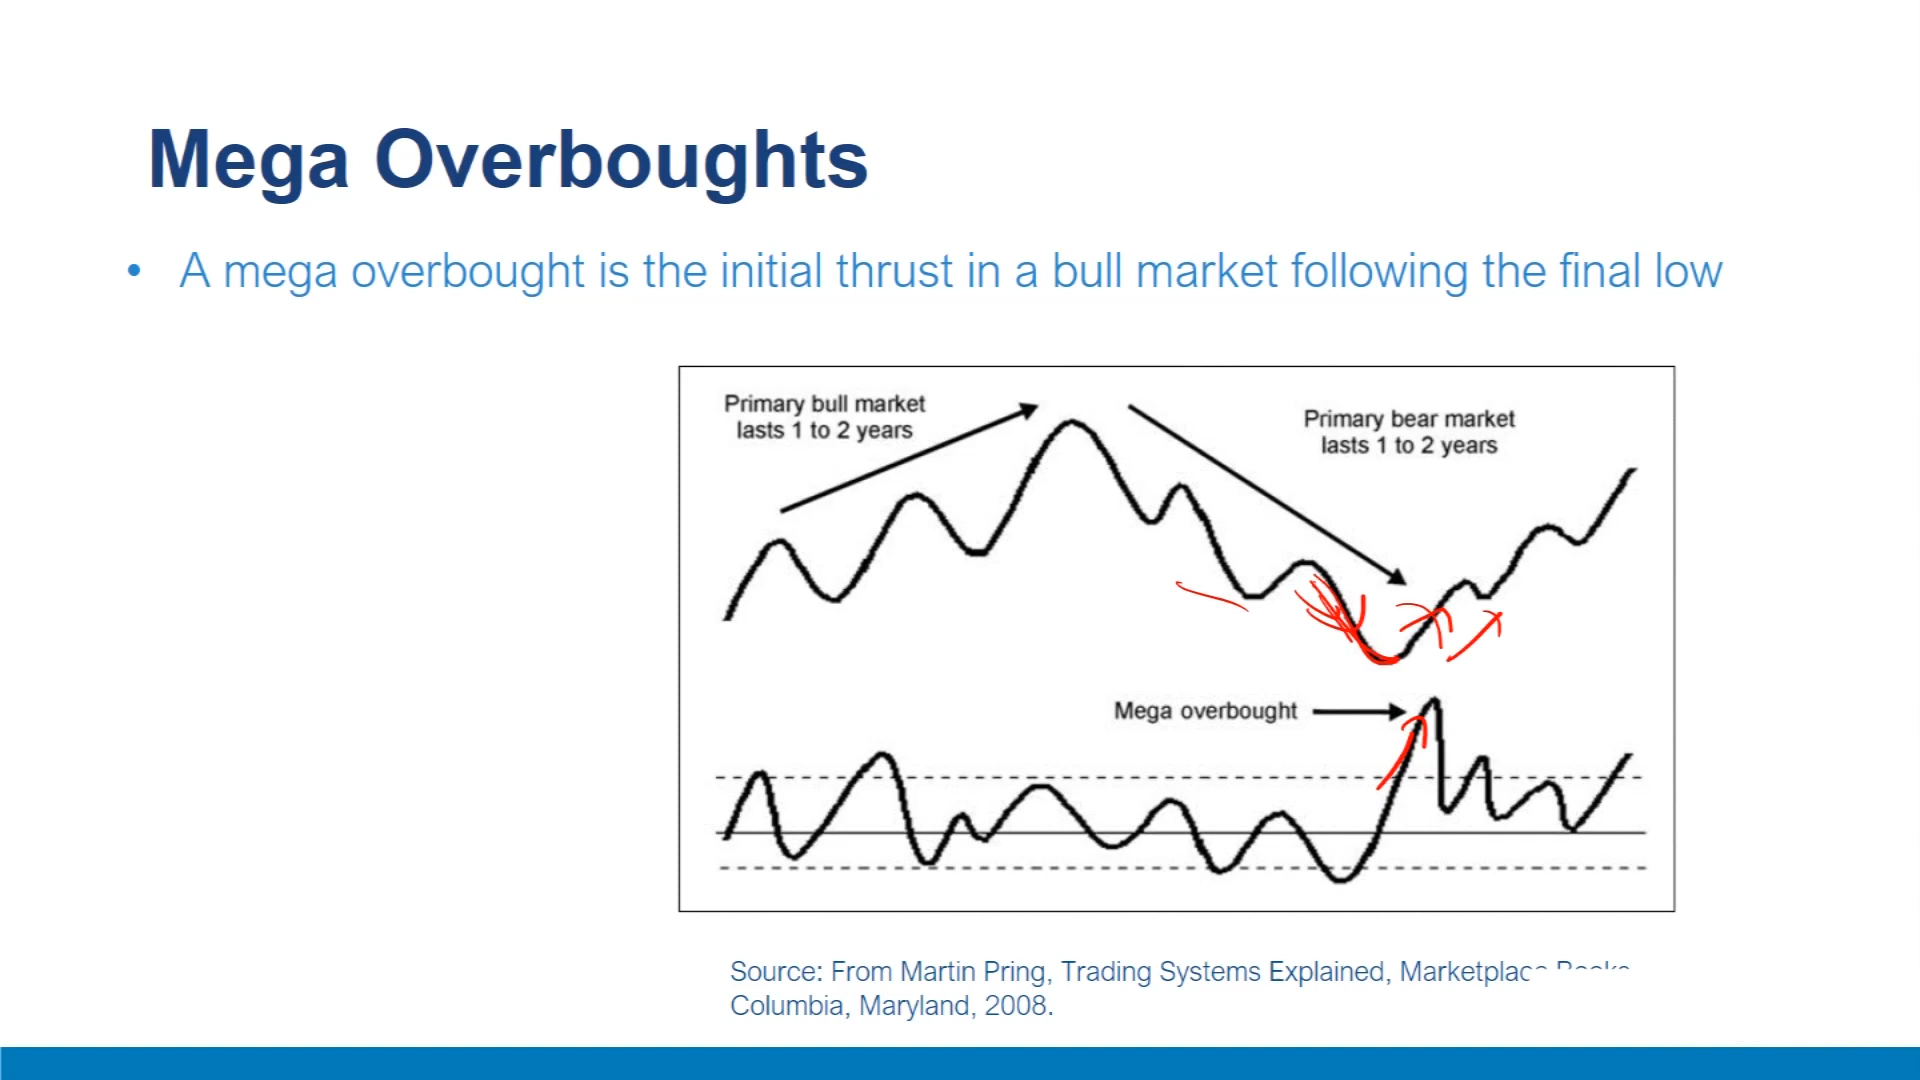 Mega Overboughts
• A mega overbought is the initial thrust in a bull market following the final low
Primary bull market
lasts 1 to 2 years
Primary bear market
lasts 1 to 2 years
Mega overbought
Source: From Martin Pring, Trading Systems Explained, Marketplace
Columbia, Maryland, 2008.